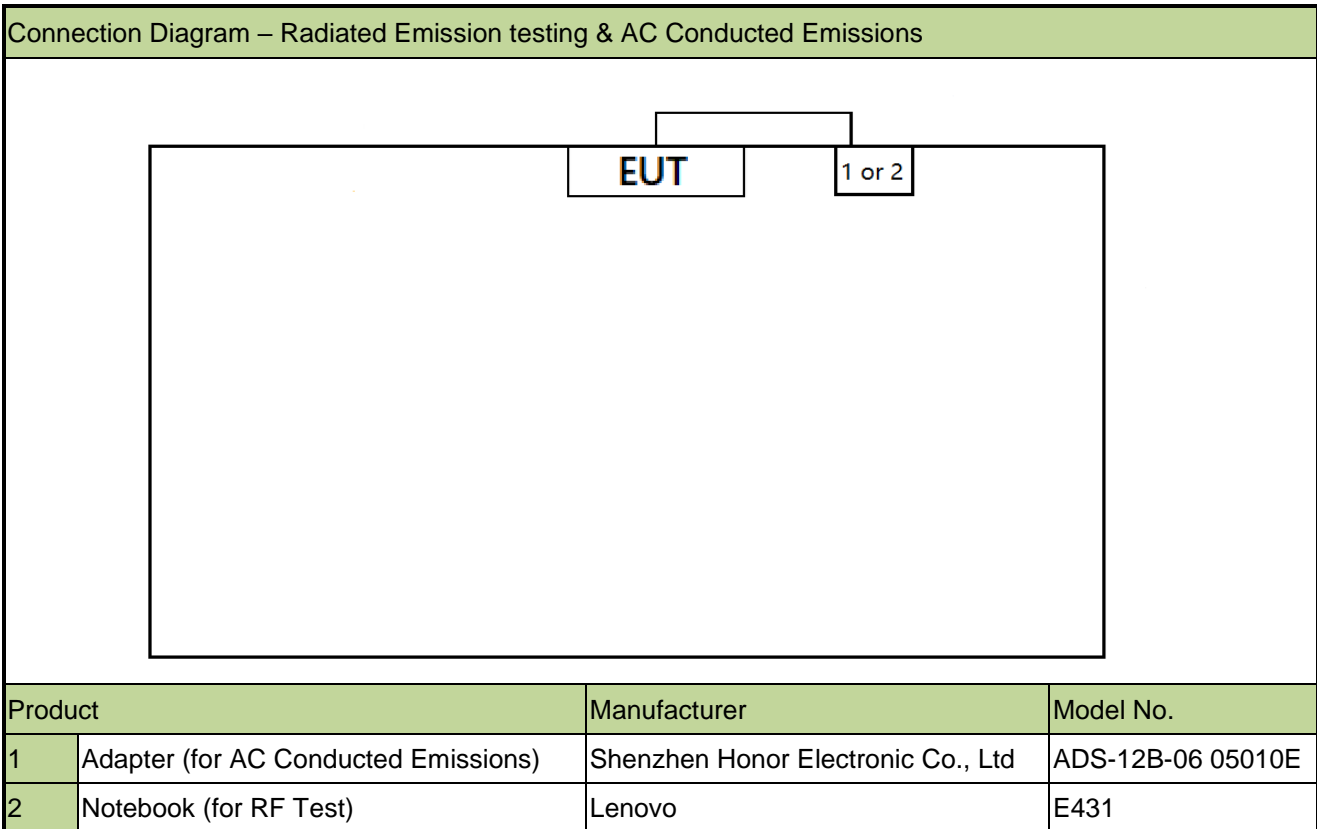 Connection Diagram – Radiated Emission testing & AC Conducted Emissions
EUT
1 or 2
Product Manufacturer Model No.
1 Adapter (for AC Conducted Emissions) Shenzhen Honor Electronic Co., Ltd ADS-12B-06 05010E
2 Notebook (for RF Test) Lenovo E431